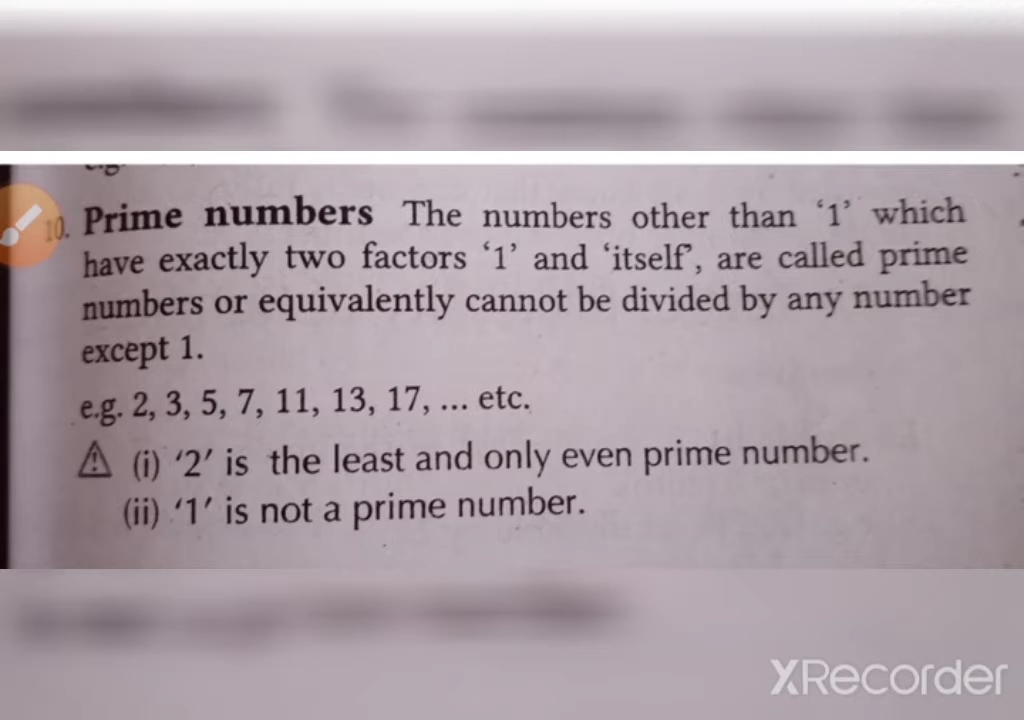 10. Prime numbers The numbers other than ‘1’ which
have exactly two factors ‘1’ and ‘itself’, are called prime
numbers or equivalently cannot be divided by any number
except 1.
e.g. 2, 3, 5, 7, 11, 13, 17, ... etc.
(i) ‘2’ is the least and only even prime number.
(ii) ‘1’ is not a prime number.
XRecorder